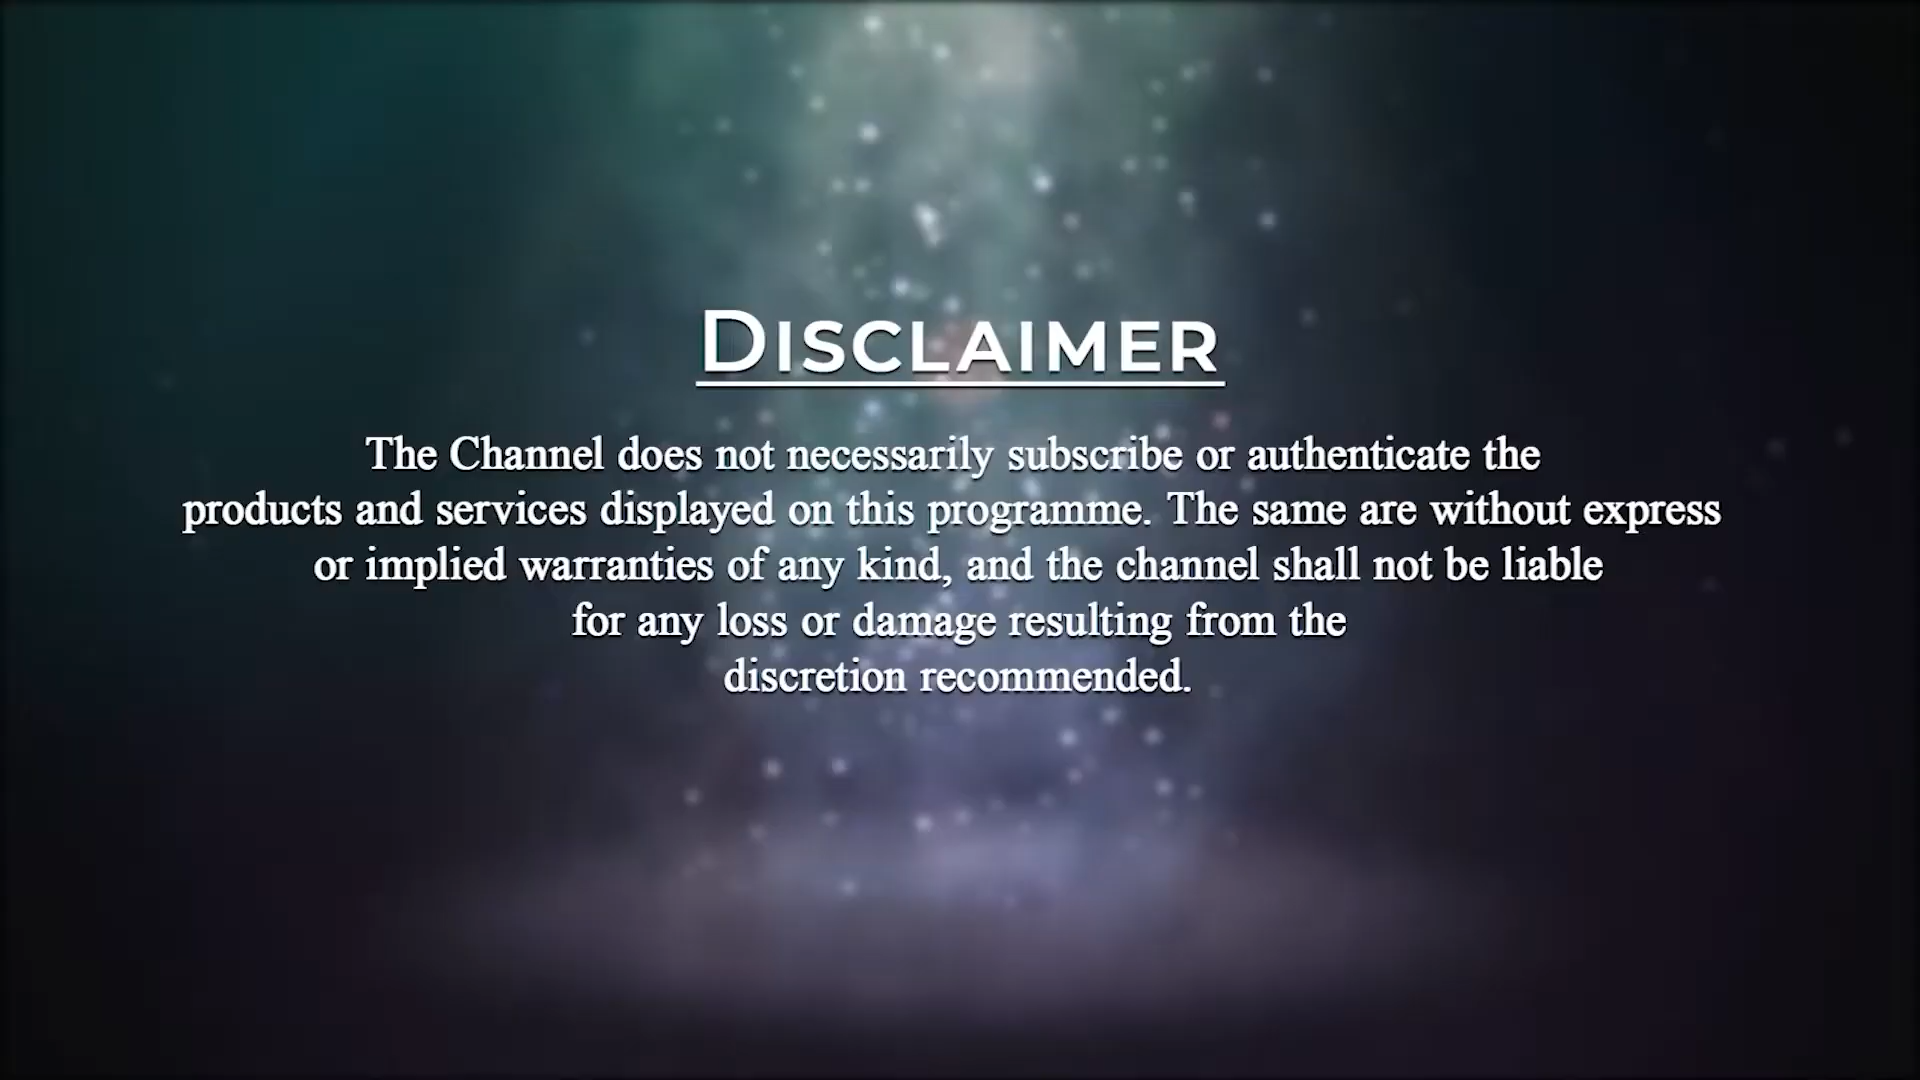 DISCLAIMER
The Channel does not necessarily subscribe or authenticate the
products and services displayed on this programme. The same are without express
or implied warranties of any kind, and the channel shall not be liable
for any loss or damage resulting from the
discretion recommended.